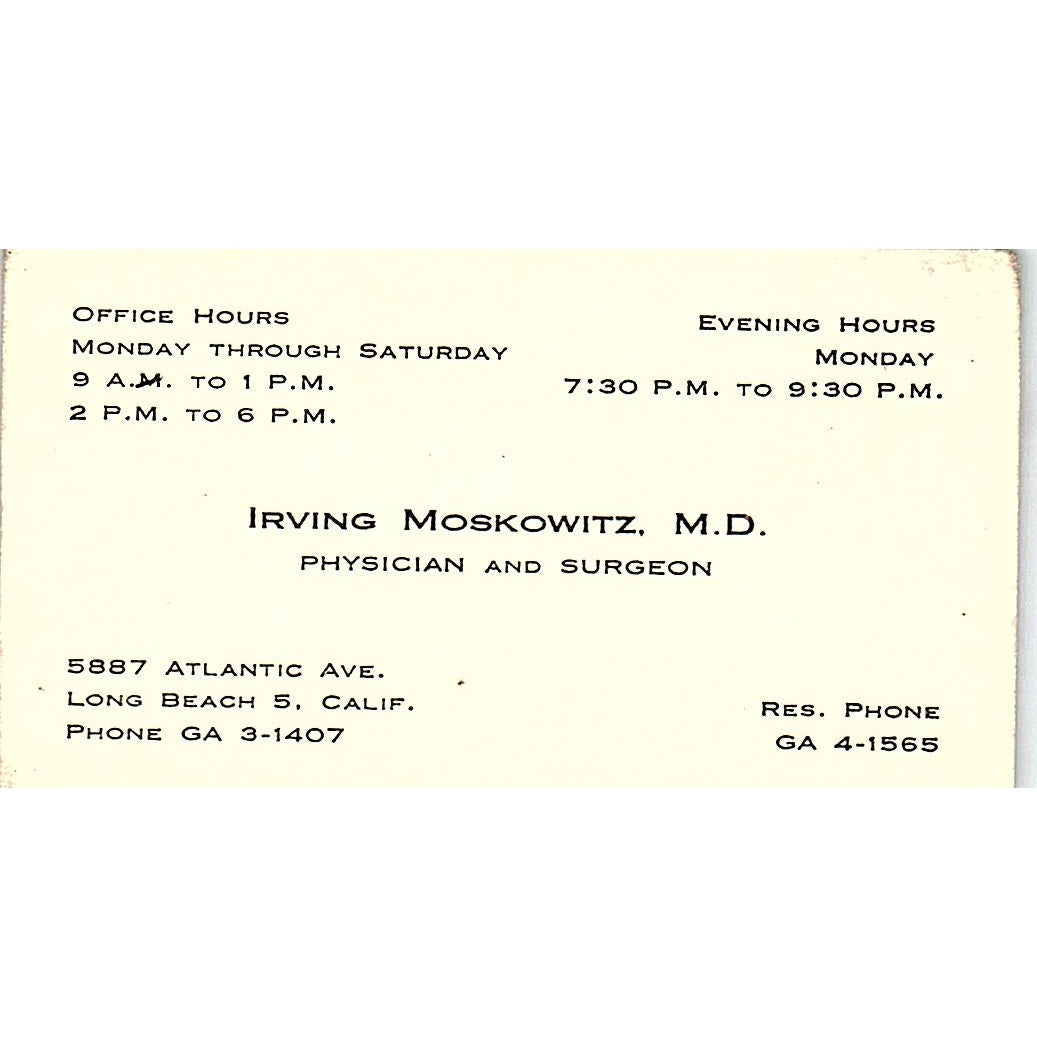 Office Hours
Monday through Saturday
9 A.M. to 1 P.M.
2 P.M. to 6 P.M.
Evening Hours
Monday
7:30 P.M. to 9:30 P.M.
Irving Moskowitz, M.D.
Physician and Surgeon
5887 Atlantic Ave.
Long Beach 5, Calif.
Phone GA 3-1407
Res. Phone
GA 4-1565